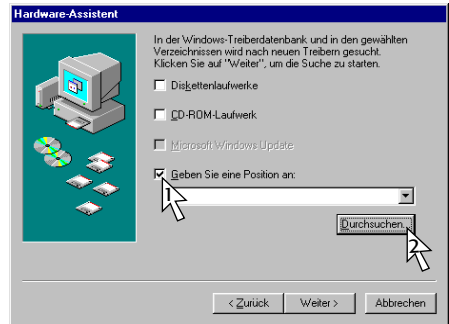 Hardware-Assistent
In der Windows-Treiberdatenbank und in den gewählten
Verzeichnissen wird nach neuen Treibern gesucht.
Klicken Sie auf "Weiter", um die Suche zu starten.
Diskettenlaufwerke
CD-ROM-Laufwerk
Microsoft Windows Update
Geben Sie eine Position an:
1
Durchsuchen...
2
< Zurück
Weiter >
Abbrechen